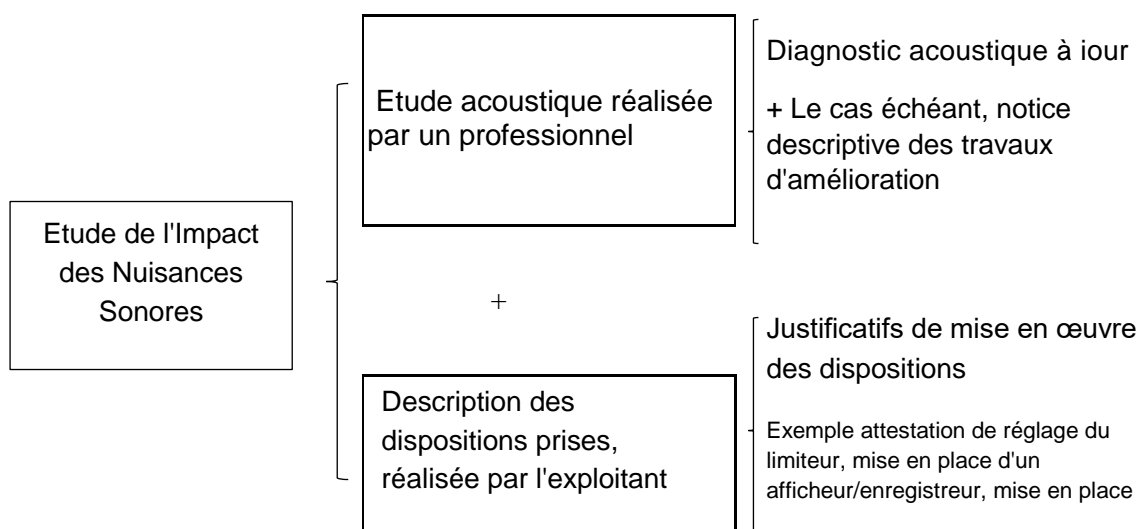 Etude de l'Impact
des Nuisances
Sonores
Etude acoustique réalisée
par un professionnel
+
Description des
dispositions prises,
réalisée par l'exploitant
Diagnostic acoustique à iour
+ Le cas échéant, notice
descriptive des travaux
d'amélioration
Justificatifs de mise en œuvre
des dispositions
Exemple attestation de réglage du
limiteur, mise en place d'un
afficheur/enregistreur, mise en place